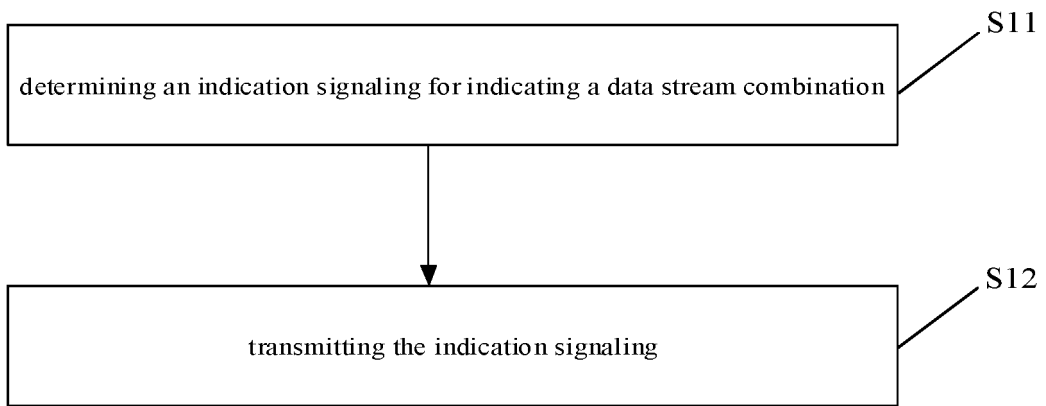 S11
determining an indication signaling for indicating a data stream combination
S12
transmitting the indication signaling